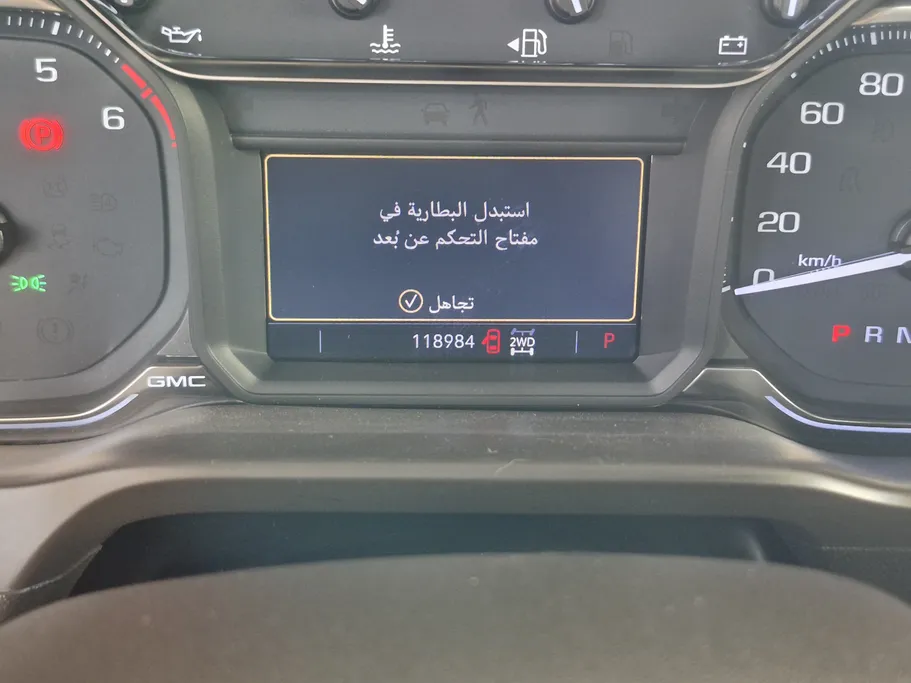 5
6
80
60
40
20
0
km/h
استبدل البطارية في
مفتاح التحكم عن بُعد
تجاهل
118984 2WD P
P R N
GMC